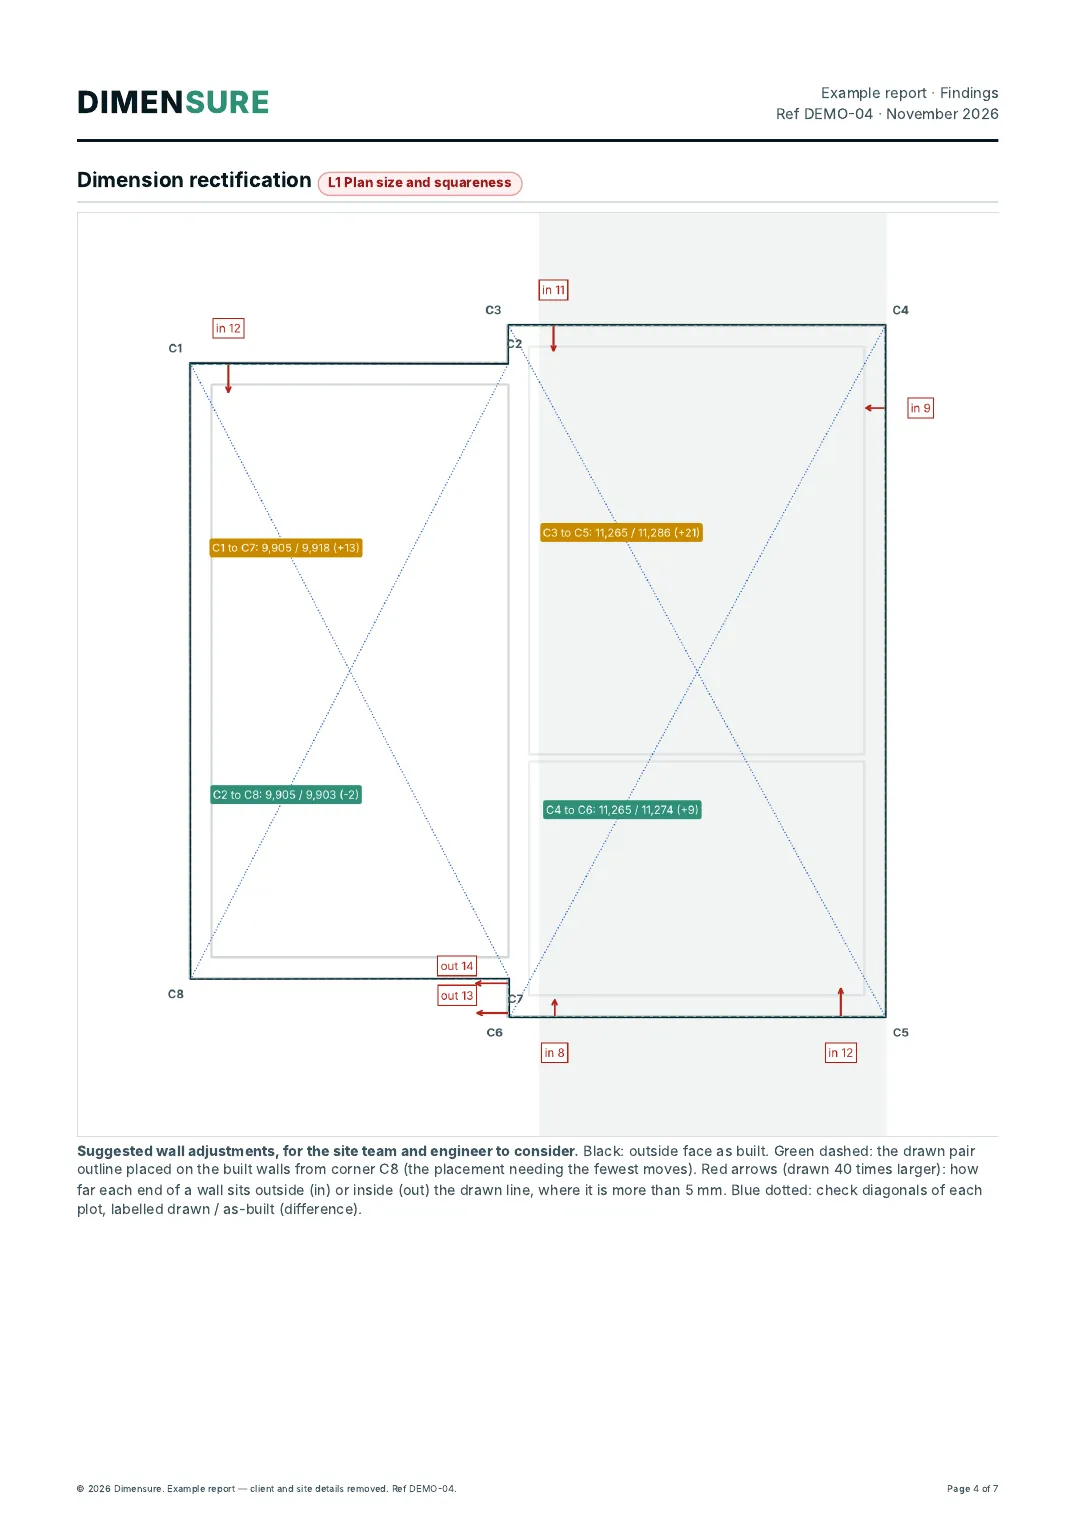 DIMENSURE
Example report · Findings
Ref DEMO-04 · November 2026
Dimension rectification
L1 Plan size and squareness
in 11
C3
C4
in 12
C1
C2
in 9
C3 to C5: 11,265 / 11,286 (+21)
C1 to C7: 9,905 / 9,918 (+13)
C2 to C8: 9,905 / 9,903 (-2)
C4 to C6: 11,265 / 11,274 (+9)
out 14
out 13
C8
C7
C6
C5
in 8
in 12
Suggested wall adjustments, for the site team and engineer to consider. Black: outside face as built. Green dashed: the drawn pair
outline placed on the built walls from corner C8 (the placement needing the fewest moves). Red arrows (drawn 40 times larger): how
far each end of a wall sits outside (in) or inside (out) the drawn line, where it is more than 5 mm. Blue dotted: check diagonals of each
plot, labelled drawn / as-built (difference).
© 2026 Dimensure. Example report — client and site details removed. Ref DEMO-04.
Page 4 of 7